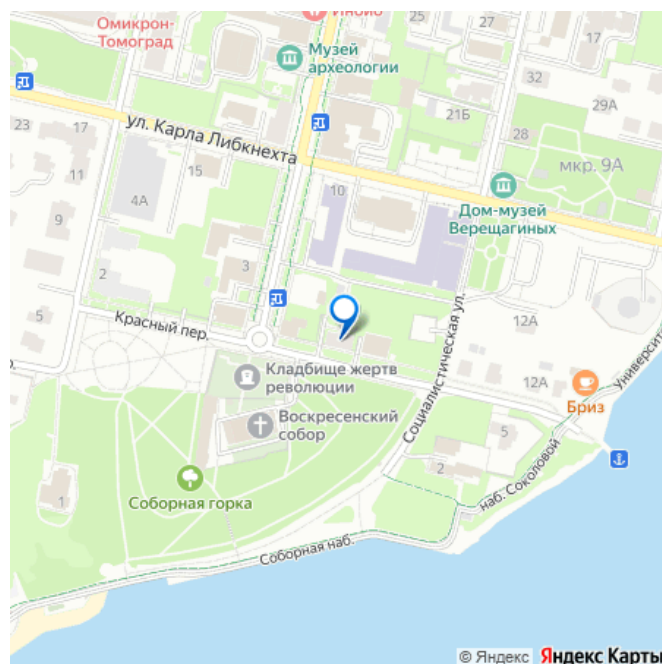 Омикрон-
Томоград
25
27
Музей
археологии
32
21Б
29А
23
17
ул. Карла Либкнехта
28
мкр. 9А
15
11
4А
10
Дом-музей
Верещагиных
9
3
2
5
Красный пер.
12А
Социалистическая ул.
Кладбище жертв
революции
12А
Бриз
Университ
Воскресенский
собор
5
2
наб. Соколовой
1
Соборная горка
Соборная наб.
© Яндекс Яндекс Карты